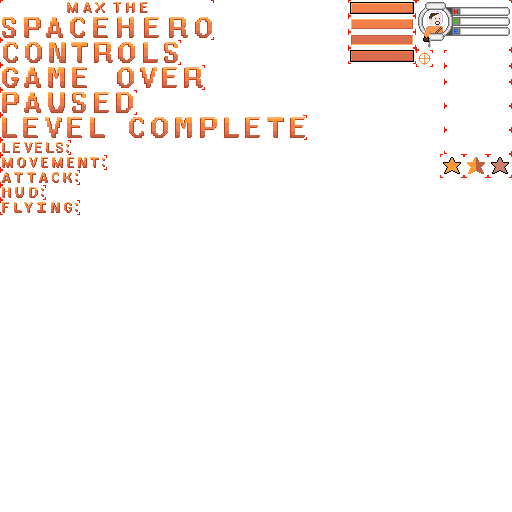 MAX THE
SPACEHERO
CONTROLS
GAME OVER
PAUSED
LEVEL COMPLETE
LEVELS:
MOVEMENT:
ATTACK:
HUD:
FLYING:
H